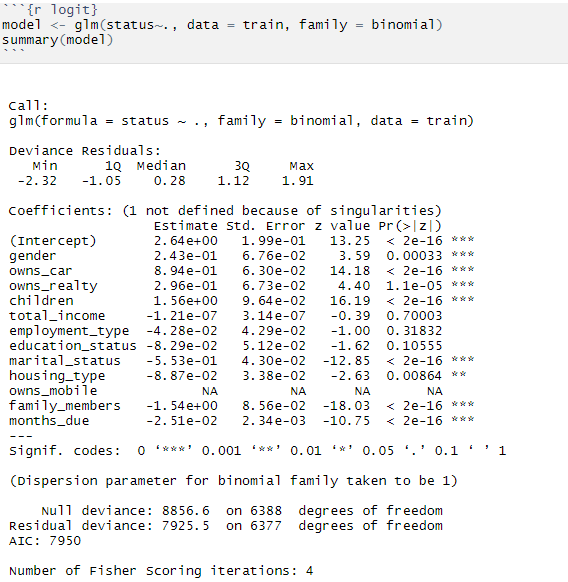 ```{r logit}
model <- glm(status~., data = train, family = binomial)
summary(model)
```
Call:
glm(formula = status ~ ., family = binomial, data = train)
Deviance Residuals:
Min 1Q Median 3Q Max
-2.32 -1.05 0.28 1.12 1.91
Coefficients: (1 not defined because of singularities)
Estimate Std. Error z value Pr(>|z|)
(Intercept) 2.64e+00 1.99e-01 13.25 < 2e-16 ***
gender 2.43e-01 6.76e-02 3.59 0.00033 ***
owns_car 8.94e-01 6.30e-02 14.18 < 2e-16 ***
owns_realty 2.96e-01 6.73e-02 4.40 1.1e-05 ***
children 1.56e+00 9.64e-02 16.19 < 2e-16 ***
total_income -1.21e-07 3.14e-07 -0.39 0.70003
employment_type -4.28e-02 4.29e-02 -1.00 0.31832
education_status -8.29e-02 5.12e-02 -1.62 0.10555
marital_status -5.53e-01 4.30e-02 -12.85 < 2e-16 ***
housing_type -8.87e-02 3.38e-02 -2.63 0.00864 **
owns_mobile NA NA NA NA
family_members -1.54e+00 8.56e-02 -18.03 < 2e-16 ***
months_due -2.51e-02 2.34e-03 -10.75 < 2e-16 ***
---
Signif. codes: 0 ‘***’ 0.001 ‘**’ 0.01 ‘*’ 0.05 ‘.’ 0.1 ‘ ’ 1
(Dispersion parameter for binomial family taken to be 1)
Null deviance: 8856.6 on 6388 degrees of freedom
Residual deviance: 7925.5 on 6377 degrees of freedom
AIC: 7950
Number of Fisher Scoring iterations: 4